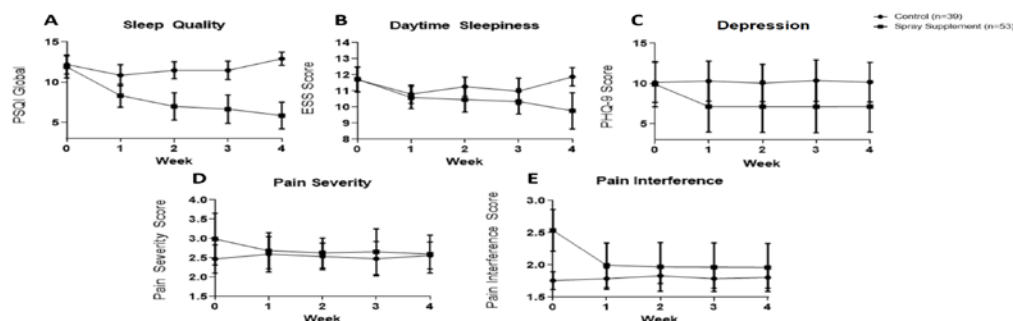 A
Sleep Quality
PSQI Global
15
10
5
0 1 2 3 4
Week
B
Daytime Sleepiness
ESS Score
14
13
12
11
10
9
8
0 1 2 3 4
Week
C
Depression
PHQ-9 Score
15
10
5
0
0 1 2 3 4
Week
Control (n=39)
Spray Supplement (n=53)
D
Pain Severity
Pain Severity Score
4.0
3.5
3.0
2.5
2.0
1.5
0 1 2 3 4
Week
E
Pain Interference
Pain Interference Score
3.0
2.5
2.0
1.5
0 1 2 3 4
Week